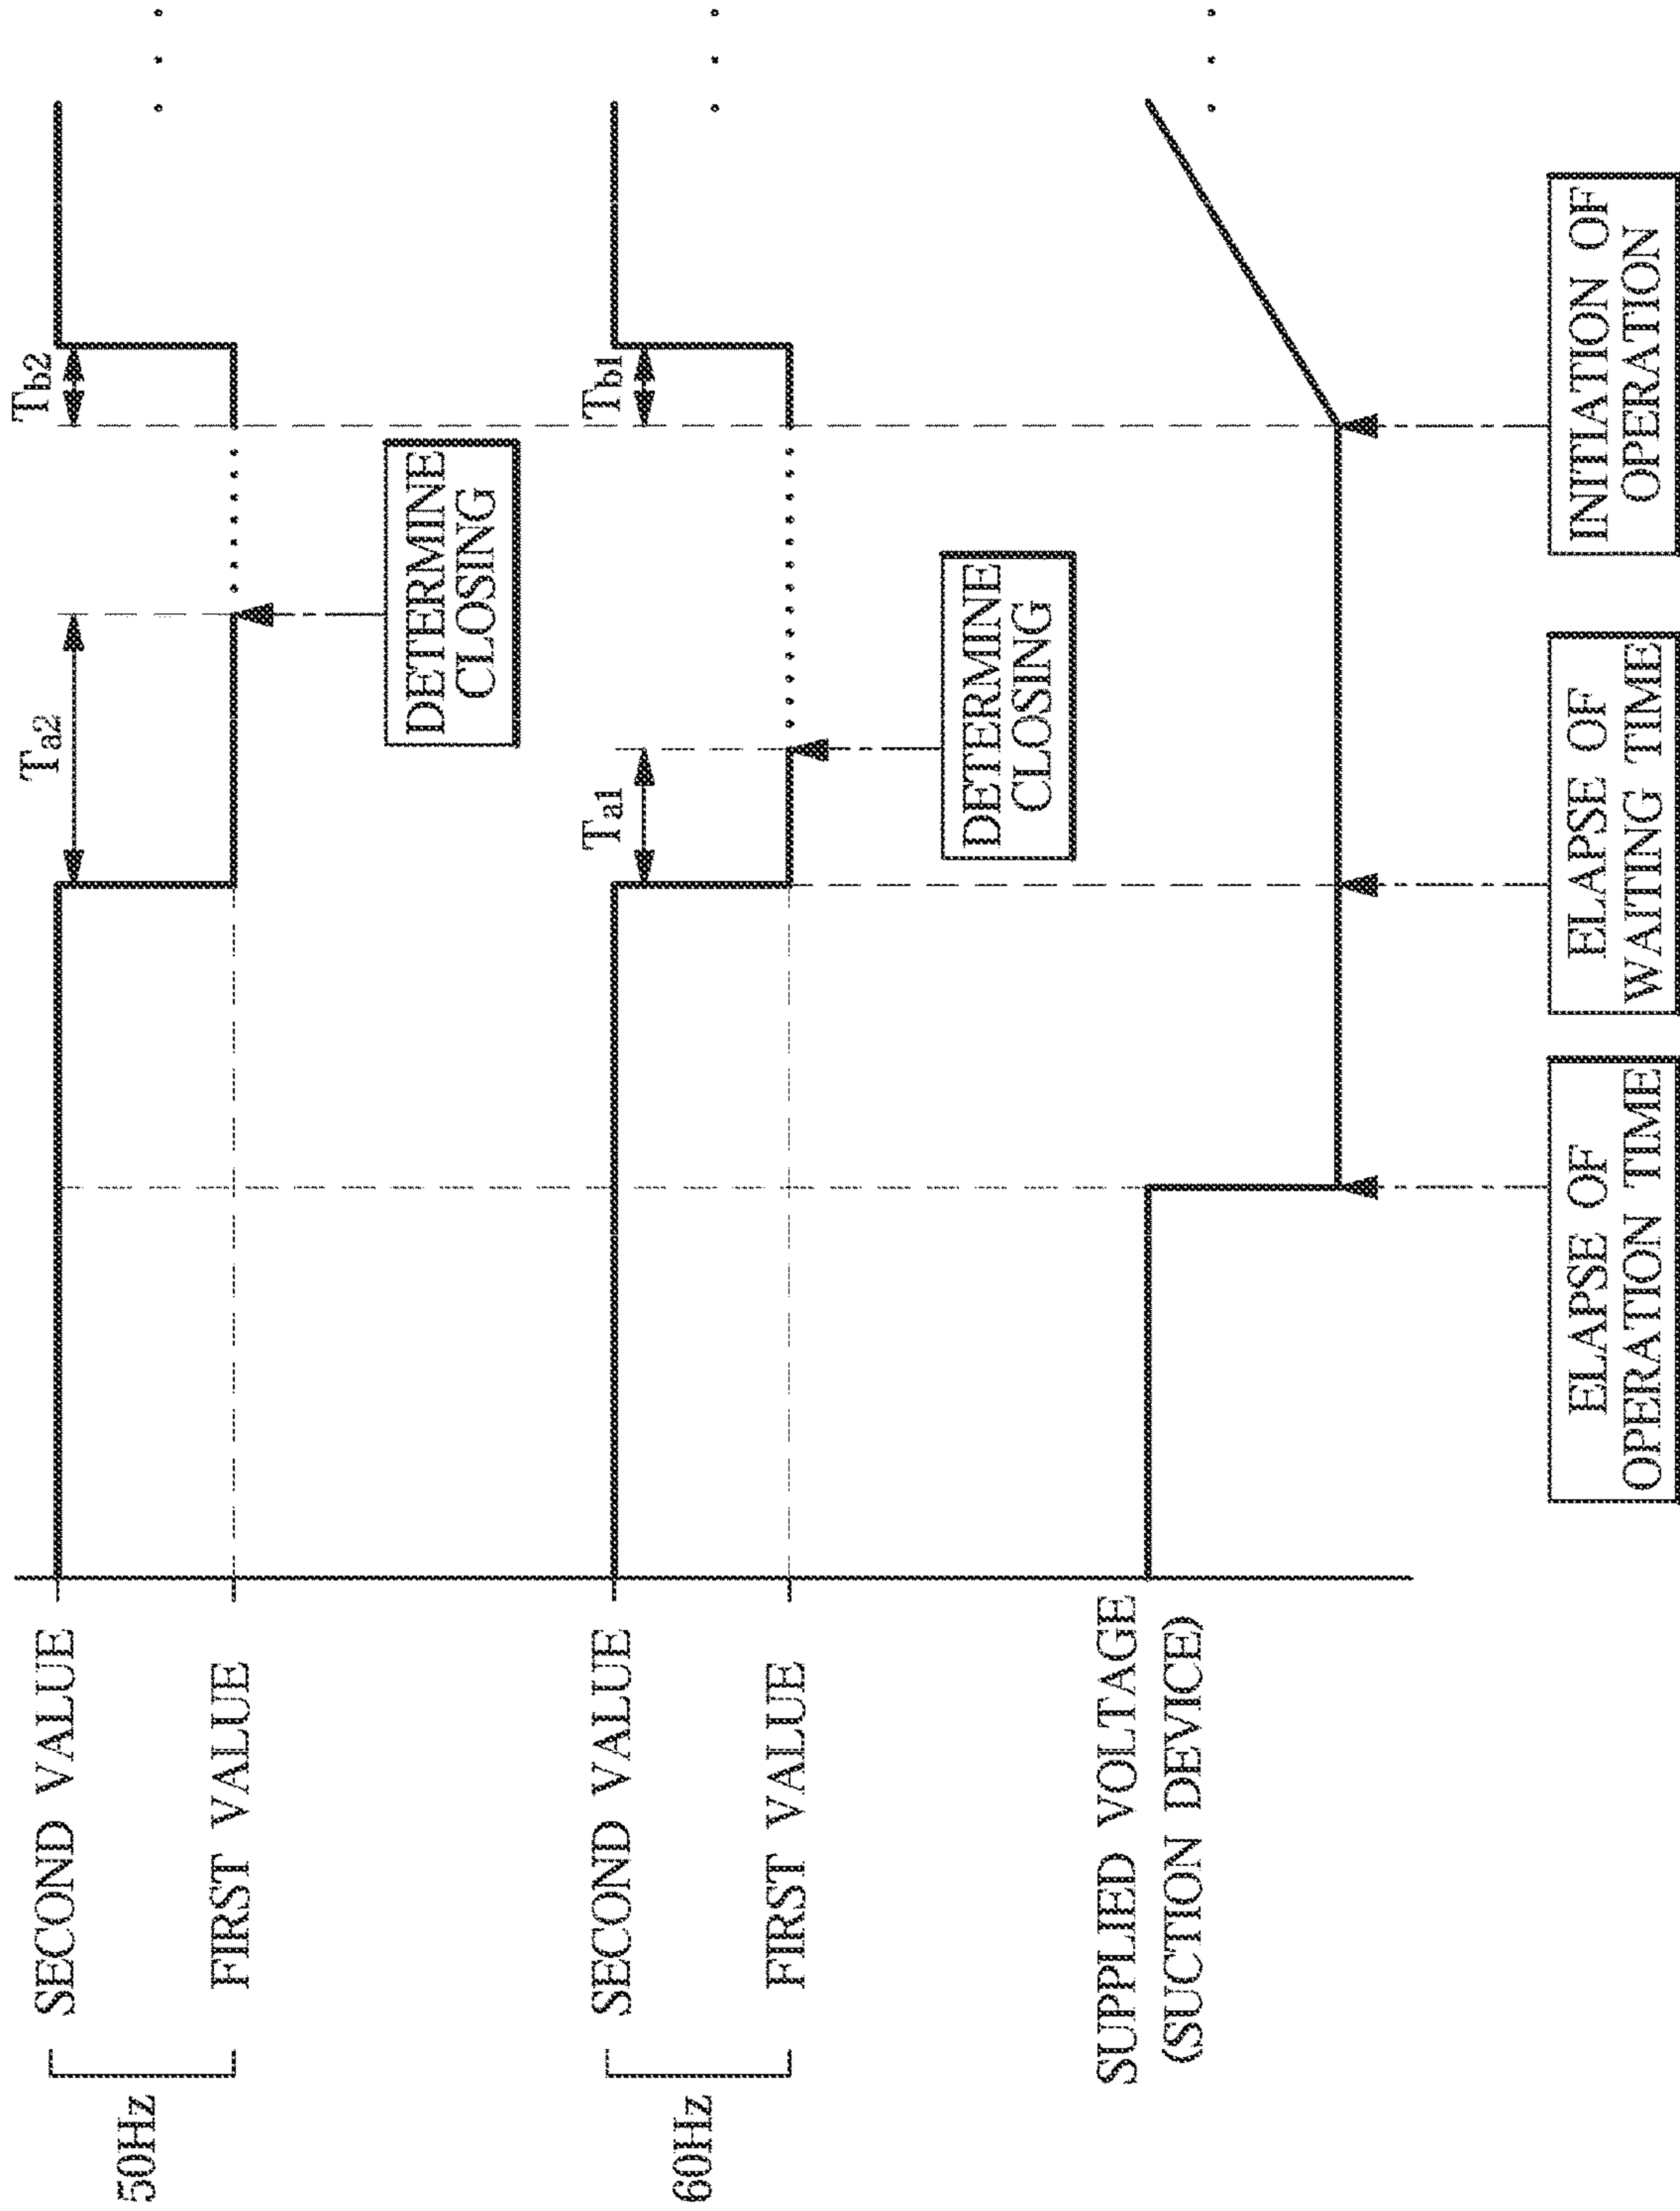 50Hz
SECOND VALUE
FIRST VALUE
Ta2
Tb2
DETERMINE
CLOSING
60Hz
SECOND VALUE
FIRST VALUE
Ta1
Tb1
DETERMINE
CLOSING
SUPPLIED VOLTAGE
(SUCTION DEVICE)
ELAPSE OF
OPERATION TIME
ELAPSE OF
WAITING TIME
INITIATION OF
OPERATION